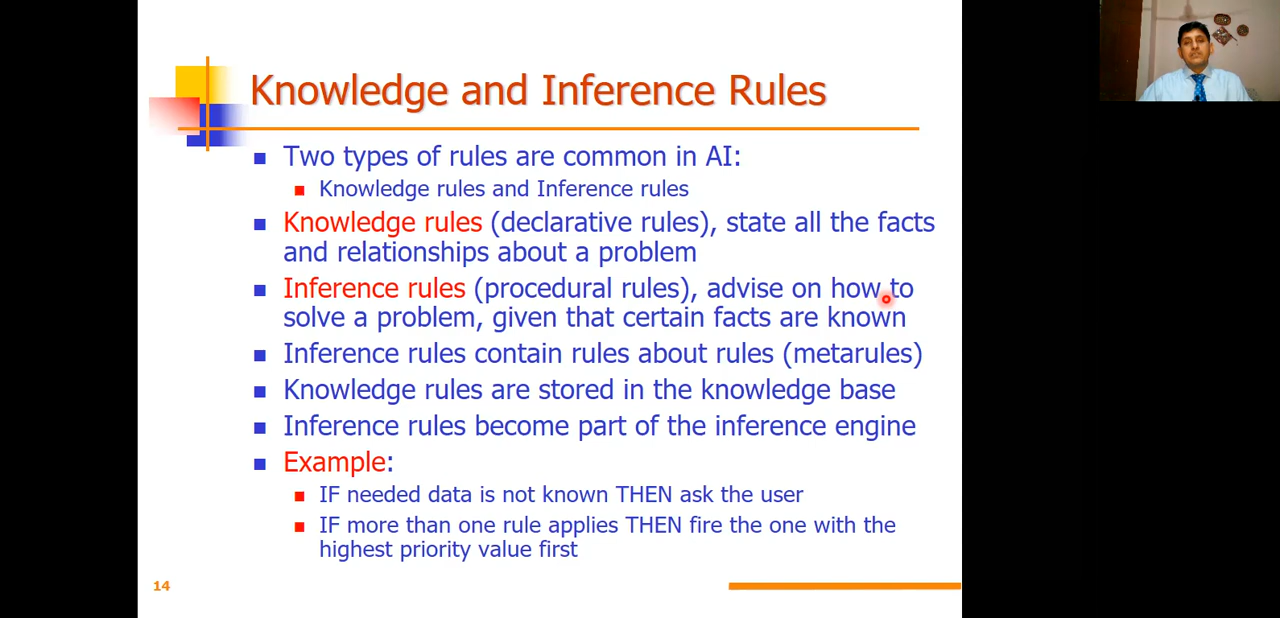 Knowledge and Inference Rules
Two types of rules are common in AI:
Knowledge rules and Inference rules
Knowledge rules (declarative rules), state all the facts
and relationships about a problem
Inference rules (procedural rules), advise on how to
solve a problem, given that certain facts are known
Inference rules contain rules about rules (metarules)
Knowledge rules are stored in the knowledge base
Inference rules become part of the inference engine
Example:
IF needed data is not known THEN ask the user
IF more than one rule applies THEN fire the one with the
highest priority value first
14